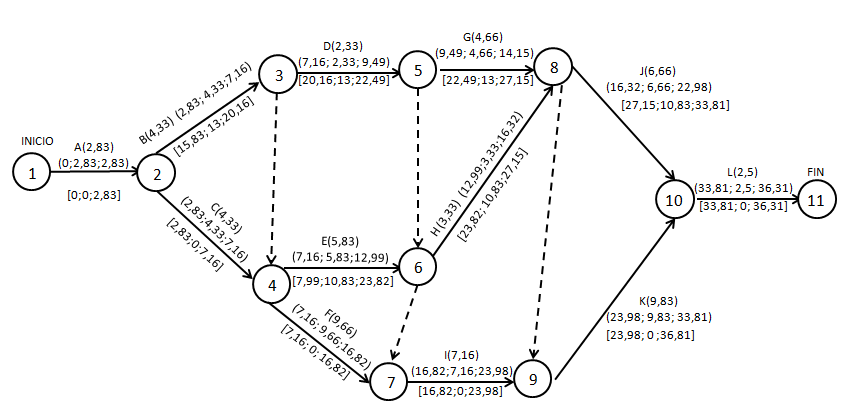 INICIO
1
A(2,83)
(0;2,83;2,83)
[0;0;2,83]
2
B(4,33) (2,83; 4,33;7,16)
[15,83; 13;20,16]
3
D(2,33)
(7,16; 2,33; 9,49)
[20,16;13;22,49]
5
G(4,66)
(9,49; 4,66; 14,15)
[22,49;13;27,15]
8
J(6,66)
(16,32; 6,66; 22,98)
[27,15;10,83;33,81]
C(4,33)
(2,83;4,33;7,16)
[2,83;0;7,16]
4
E(5,83)
(7,16; 5,83;12,99)
[7,99;10,83;23,82]
6
H(3,33) (12,99;3,33;16,32)
[23,82; 10,83;27,15]
F(9,66)
(7,16; 9,66;16,82)
[7,16; 0; 16,82]
7
I(7,16)
(16,82;7,16;23,98)
[16,82;0;23,98]
9
K(9,83)
(23,98; 9,83; 33,81)
[23,98; 0 ;36,81]
10
L(2,5)
(33,81; 2,5; 36,31)
[33,81; 0; 36,31]
FIN
11